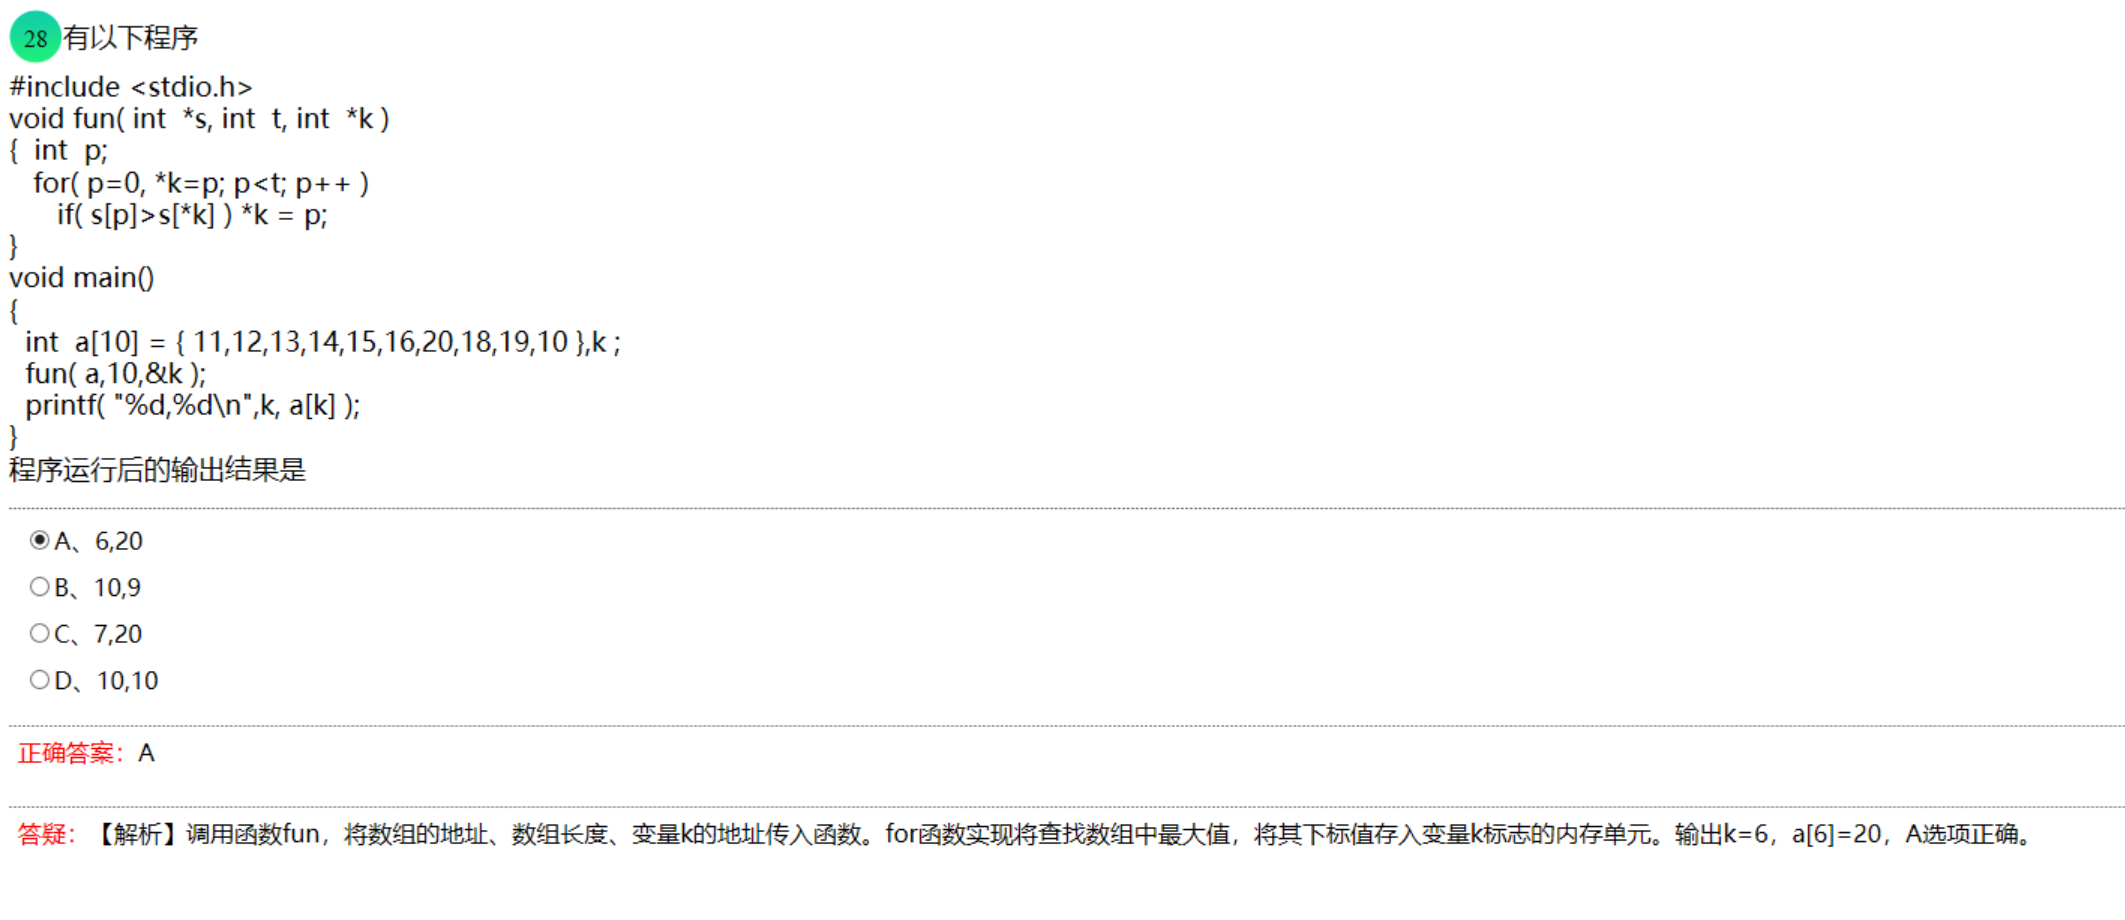 28 有以下程序
#include <stdio.h>
void fun( int  *s, int  t, int  *k )
{  int  p;
   for( p=0, *k=p; p<t; p++ )
      if( s[p]>s[*k] ) *k = p;
}
void main()
{
  int  a[10] = { 11,12,13,14,15,16,20,18,19,10 },k ;
  fun( a,10,&k );
  printf( "%d,%d\n",k, a[k] );
}
程序运行后的输出结果是
A、6,20
B、10,9
C、7,20
D、10,10
正确答案：A
答疑：【解析】调用函数fun，将数组的地址、数组长度、变量k的地址传入函数。for函数实现将查找数组中最大值，将其下标值存入变量k标志的内存单元。输出k=6，a[6]=20，A选项正确。